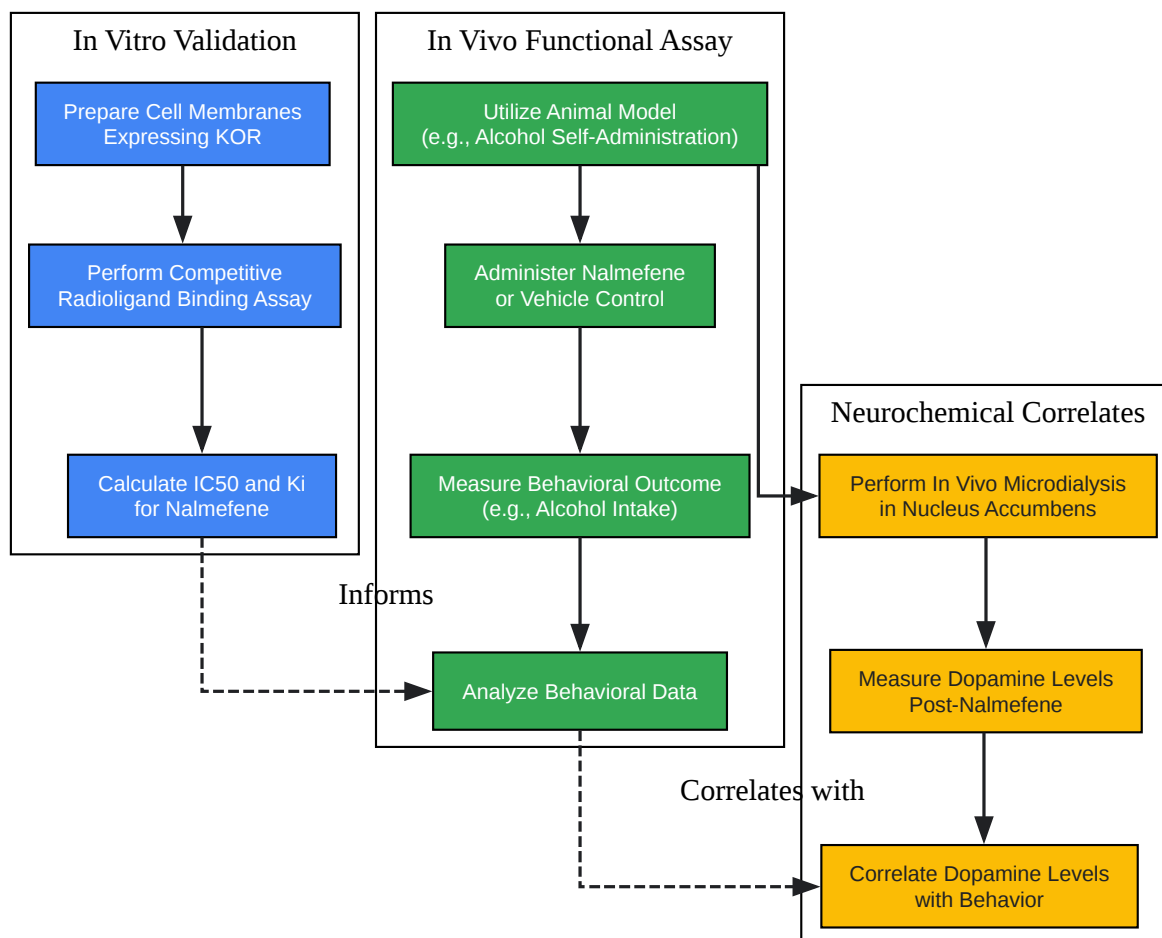 In Vitro Validation
Prepare Cell Membranes
Expressing KOR
Perform Competitive
Radioligand Binding Assay
Calculate IC50 and Ki
for Nalmefene
Informs
In Vivo Functional Assay
Utilize Animal Model
(e.g., Alcohol Self-Administration)
Administer Nalmefene
or Vehicle Control
Measure Behavioral Outcome
(e.g., Alcohol Intake)
Analyze Behavioral Data
Correlates with
Neurochemical Correlates
Perform In Vivo Microdialysis
in Nucleus Accumbens
Measure Dopamine Levels
Post-Nalmefene
Correlate Dopamine Levels
with Behavior